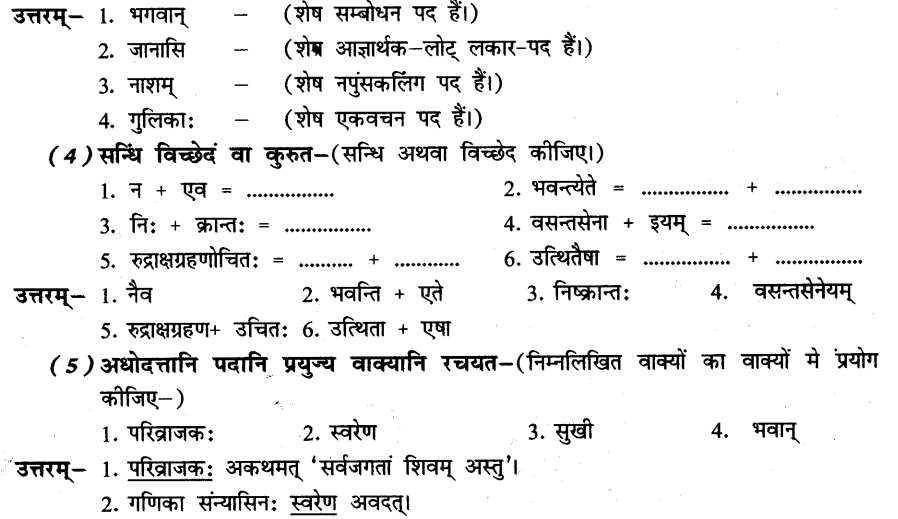 उत्तरम्– 1. भगवान् – (शेष सम्बोधन पद हैं।)
2. जानासि – (शेष आज्ञार्थक–लोट् लकार–पद हैं।)
3. नाशम् – (शेष नपुंसकलिंग पद हैं।)
4. गुलिकाः – (शेष एकवचन पद हैं।)
(4) सन्धिं विच्छेदं वा कुरुत–(सन्धि अथवा विच्छेद कीजिए।)
1. न + एव = ................ 2. भवन्त्येते = ................ + ................
3. निः + क्रान्तः = ................ 4. वसन्तसेना + इयम् = ................
5. रुद्राक्षग्रहणोचितः = .......... + ............ 6. उत्थितैषा = ................ + ................
उत्तरम्– 1. नैव 2. भवन्ति + एते 3. निष्क्रान्तः 4. वसन्तसेनेयम्
5. रुद्राक्षग्रहण+ उचितः 6. उत्थिता + एषा
(5) अधोदत्तानि पदानि प्रयुज्य वाक्यानि रचयत–(निम्नलिखित वाक्यों का वाक्यों मे प्रयोग
कीजिए–)
1. परिव्राजकः 2. स्वरेण 3. सुखी 4. भवान्
उत्तरम्– 1. परिव्राजकः अकथमत् ‘सर्वजगतां शिवम् अस्तु’।
2. गणिका संन्यासिनः स्वरेण अवदत्।